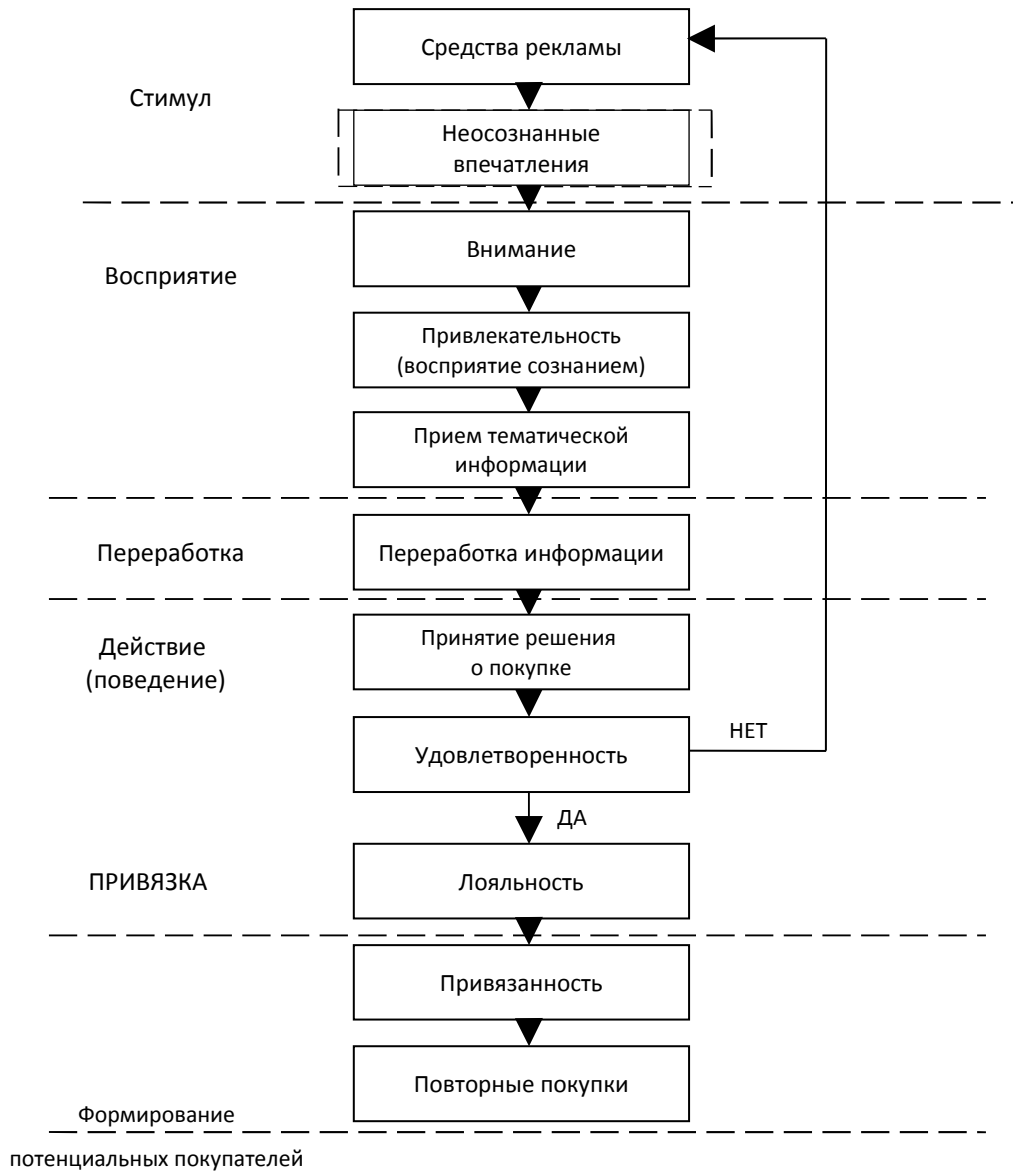 Средства рекламы
Стимул
Неосознанные
впечатления
Внимание
Восприятие
Привлекательность
(восприятие сознанием)
Прием тематической
информации
Переработка
Переработка информации
Действие
(поведение)
Принятие решения
о покупке
НЕТ
Удовлетворенность
ДА
ПРИВЯЗКА
Лояльность
Привязанность
Повторные покупки
Формирование
потенциальных покупателей